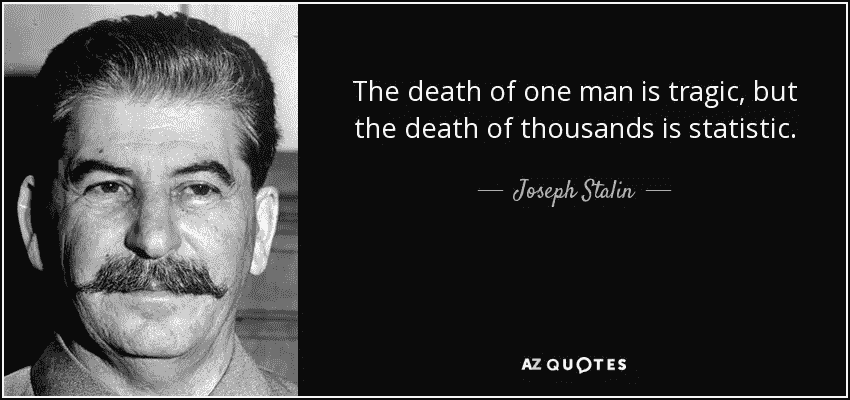 The death of one man is tragic, but
the death of thousands is statistic.
Joseph Stalin
AZ QUOTES